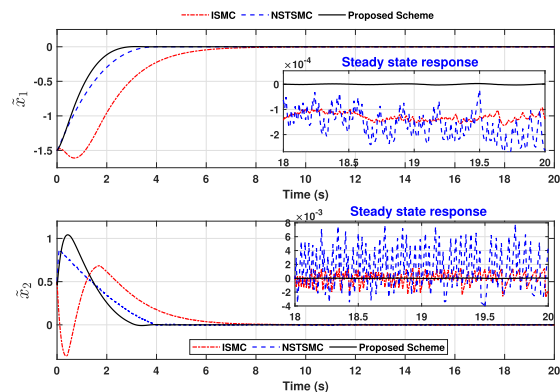 ISMC NSTSMC Proposed Scheme
0
-0.5
-1
-1.5
x̃1
Steady state response
×10-4
0
-1
-2
18 18.5 19 19.5 20
0 2 4 6 8 10 12 14 16 18 20
Time (s)
1
0.5
0
x̃2
Steady state response
×10-3
8
6
4
2
0
-2
-4
18 18.5 19 19.5 20
ISMC NSTSMC Proposed Scheme
0 2 4 6 8 10 12 14 16 18 20
Time (s)